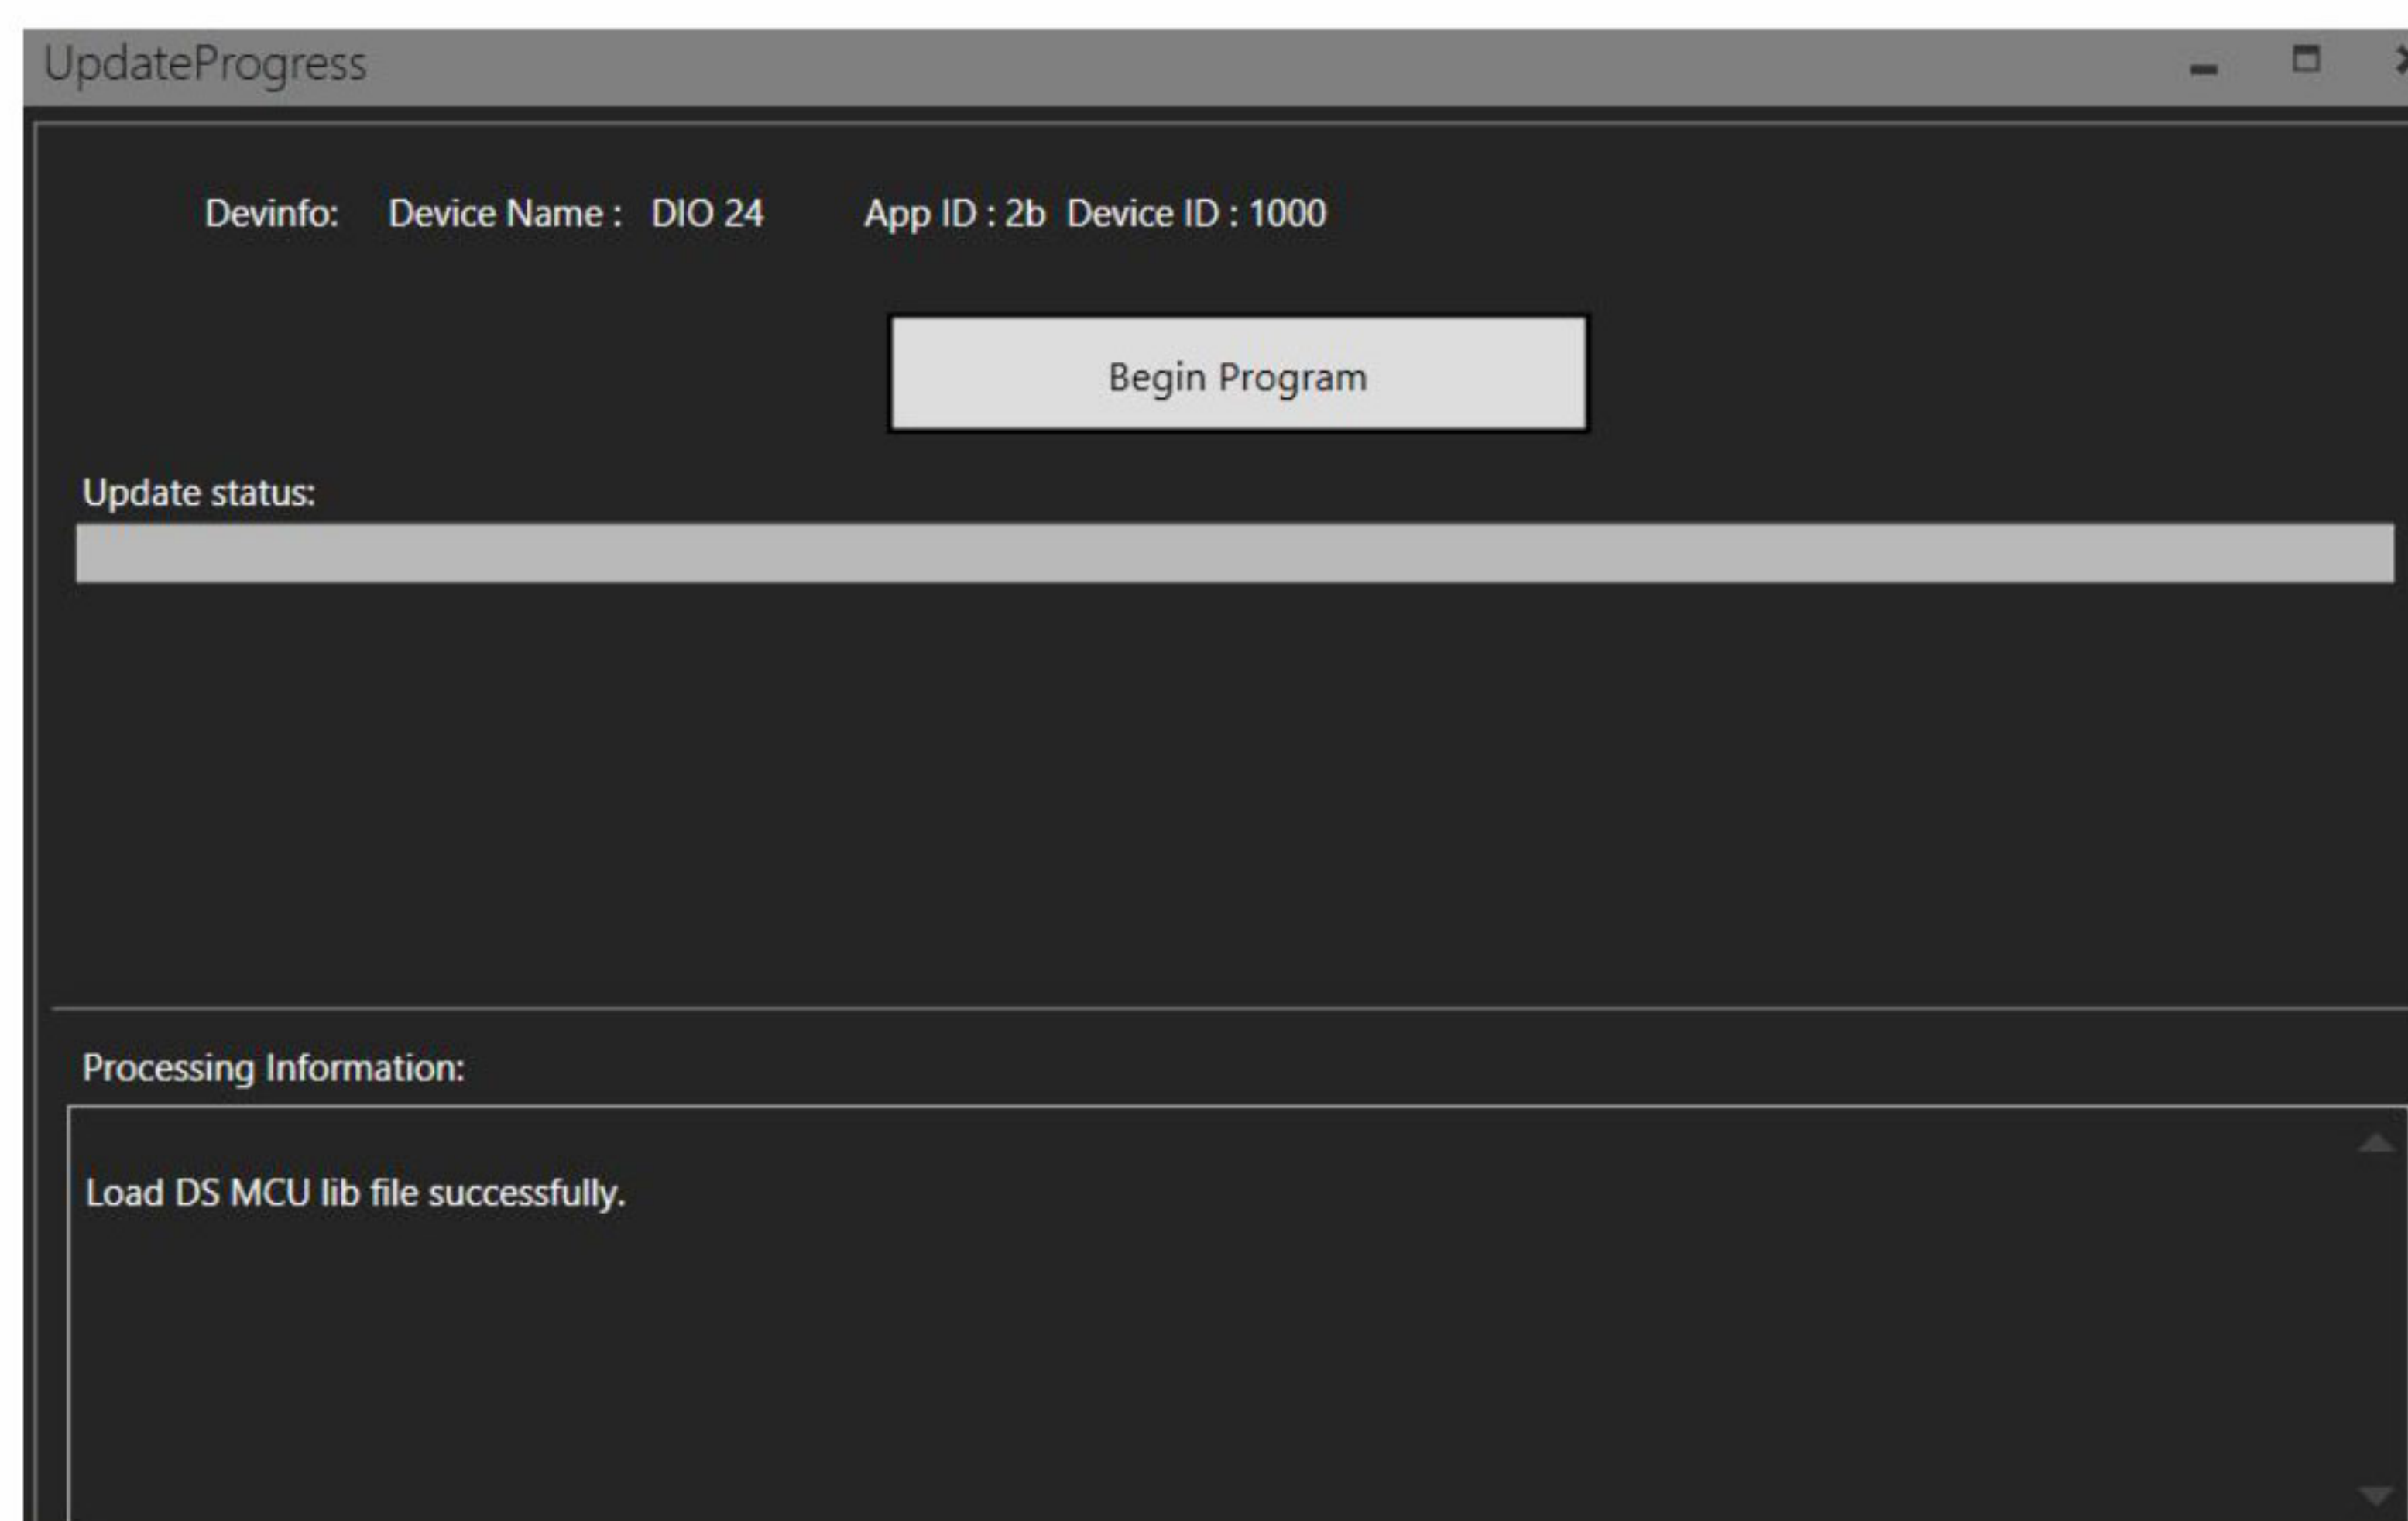 UpdateProgress
Devinfo: Device Name : DIO 24 App ID : 2b Device ID : 1000
Begin Program
Update status:
Processing Information:
Load DS MCU lib file successfully.